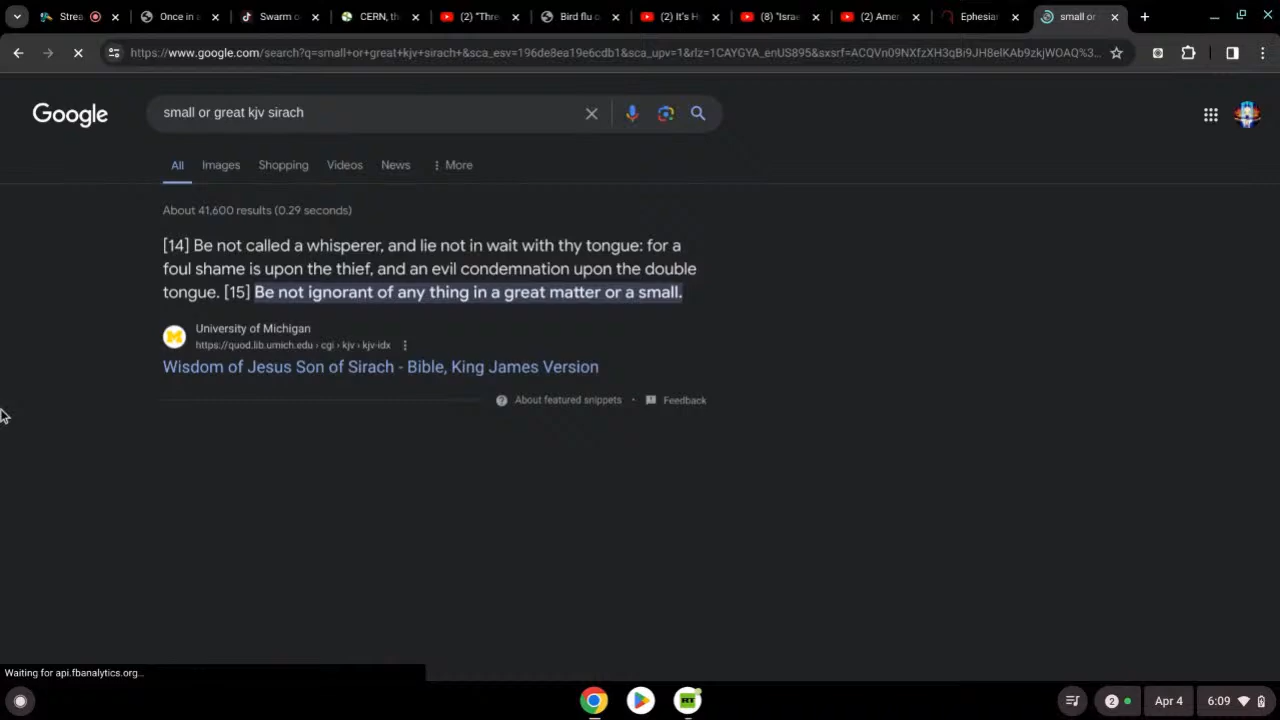 Strea
Once in a
Swarm o
CERN, th
(2) "Thre
Bird flu o
(2) It's H
(8) "Israe
(2) Amer
Ephesian
small or
https://www.google.com/search?q=small+or+great+kjv+sirach+&sca_esv=196de8ea19e6cdb1&sca_upv=1&rlz=1CAYGYA_enUS895&sxsrf=ACQVn09NXfzXH3qBi9JH8elKAb9zkjWOAQ%3...
Google
small or great kjv sirach
All Images Shopping Videos News More
About 41,600 results (0.29 seconds)
[14] Be not called a whisperer, and lie not in wait with thy tongue: for a
foul shame is upon the thief, and an evil condemnation upon the double
tongue. [15] Be not ignorant of any thing in a great matter or a small.
University of Michigan
https://quod.lib.umich.edu › cgi › kjv › kjv-idx
Wisdom of Jesus Son of Sirach - Bible, King James Version
About featured snippets • Feedback
Waiting for api.fbanalytics.org...
RT
2 Apr 4 6:09